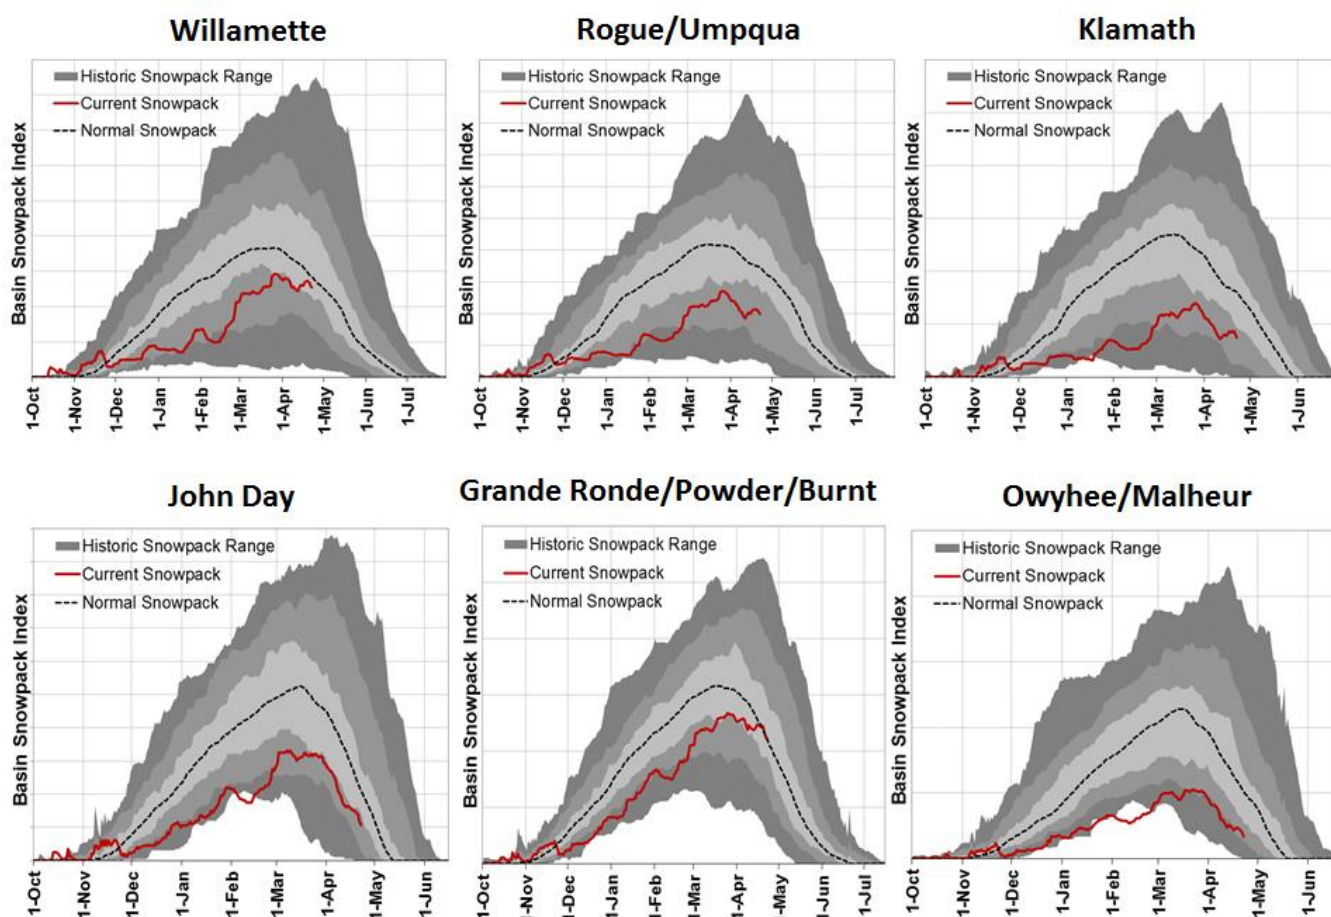 Willamette
Historic Snowpack Range
Current Snowpack
Normal Snowpack
Basin Snowpack Index
1-Oct
1-Nov
1-Dec
1-Jan
1-Feb
1-Mar
1-Apr
1-May
1-Jun
1-Jul
Rogue/Umpqua
Historic Snowpack Range
Current Snowpack
Normal Snowpack
Basin Snowpack Index
1-Oct
1-Nov
1-Dec
1-Jan
1-Feb
1-Mar
1-Apr
1-May
1-Jun
1-Jul
Klamath
Historic Snowpack Range
Current Snowpack
Normal Snowpack
Basin Snowpack Index
1-Oct
1-Nov
1-Dec
1-Jan
1-Feb
1-Mar
1-Apr
1-May
1-Jun
John Day
Historic Snowpack Range
Current Snowpack
Normal Snowpack
Basin Snowpack Index
1-Oct
1-Nov
1-Dec
1-Jan
1-Feb
1-Mar
1-Apr
1-May
1-Jun
Grande Ronde/Powder/Burnt
Historic Snowpack Range
Current Snowpack
Normal Snowpack
Basin Snowpack Index
1-Oct
1-Nov
1-Dec
1-Jan
1-Feb
1-Mar
1-Apr
1-May
1-Jun
1-Jul
Owyhee/Malheur
Historic Snowpack Range
Current Snowpack
Normal Snowpack
Basin Snowpack Index
1-Oct
1-Nov
1-Dec
1-Jan
1-Feb
1-Mar
1-Apr
1-May
1-Jun